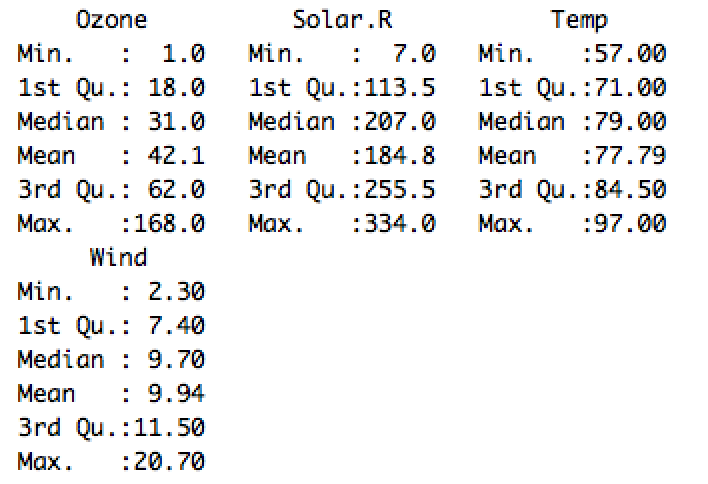 Ozone          Solar.R           Temp
Min.   :  1.0   Min.   :  7.0   Min.   :57.00
1st Qu.: 18.0   1st Qu.:113.5   1st Qu.:71.00
Median : 31.0   Median :207.0   Median :79.00
Mean   : 42.1   Mean   :184.8   Mean   :77.79
3rd Qu.: 62.0   3rd Qu.:255.5   3rd Qu.:84.50
Max.   :168.0   Max.   :334.0   Max.   :97.00
      Wind
Min.   : 2.30
1st Qu.: 7.40
Median : 9.70
Mean   : 9.94
3rd Qu.:11.50
Max.   :20.70